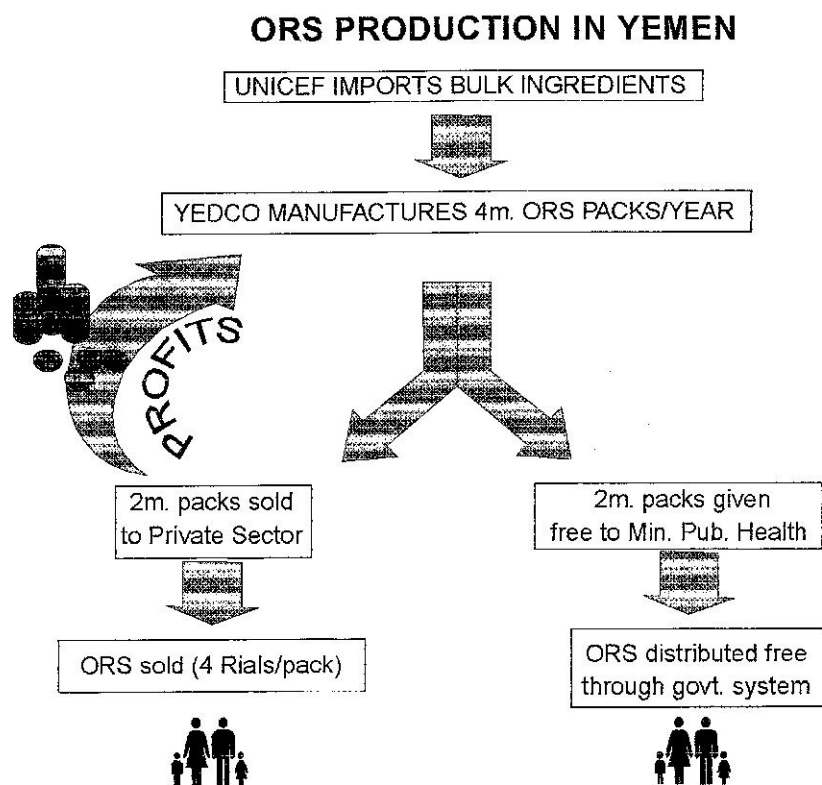 ORS PRODUCTION IN YEMEN
UNICEF IMPORTS BULK INGREDIENTS
YEDCO MANUFACTURES 4m. ORS PACKS/YEAR
PROFITS
2m. packs sold
to Private Sector
2m. packs given
free to Min. Pub. Health
ORS sold (4 Rials/pack)
ORS distributed free
through govt. system